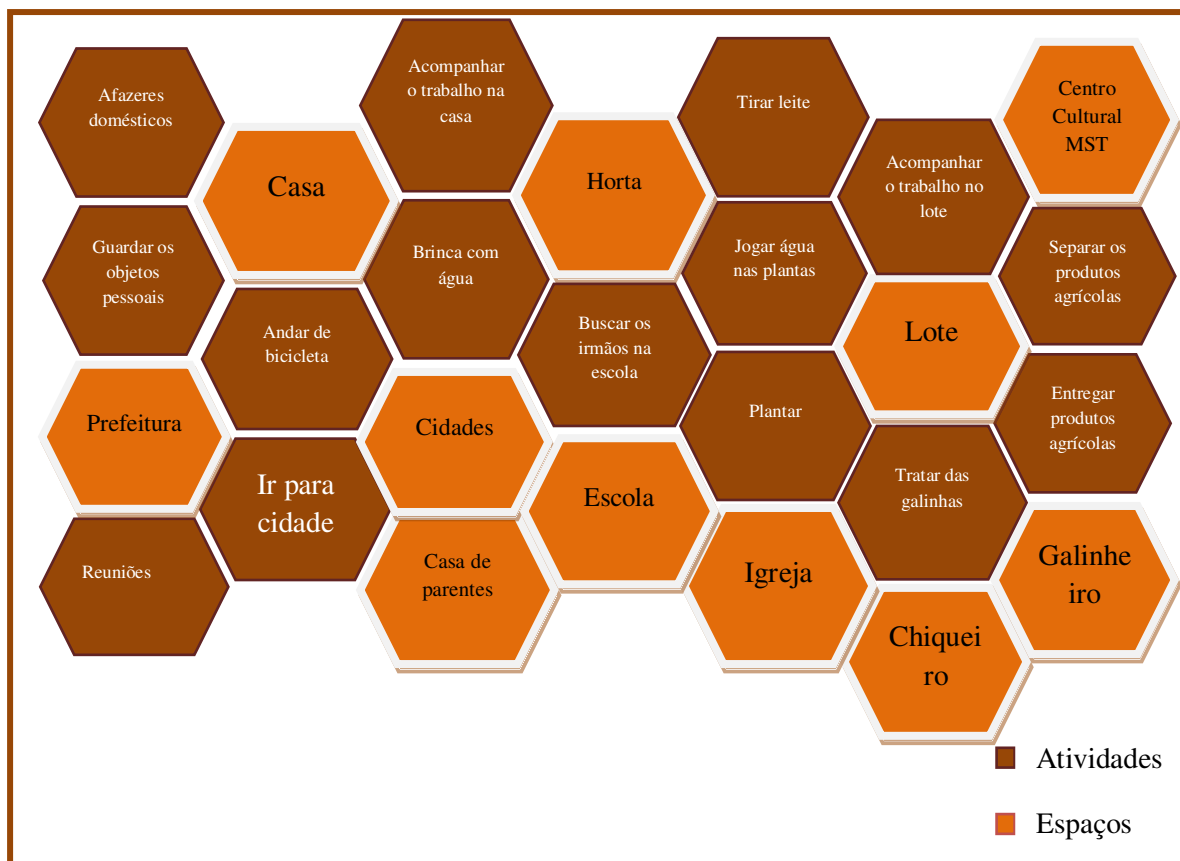 Afazeres
domésticos
Acompanhar
o trabalho na
casa
Tirar leite
Centro
Cultural
MST
Casa
Horta
Acompanhar
o trabalho no
lote
Guardar os
objetos
pessoais
Brinca com
água
Jogar água
nas plantas
Separar os
produtos
agrícolas
Andar de
bicicleta
Buscar os
irmãos na
escola
Lote
Prefeitura
Cidades
Plantar
Entregar
produtos
agrícolas
Ir para
cidade
Escola
Tratar das
galinhas
Reuniões
Casa de
parentes
Igreja
Galinhe
iro
Chiquei
ro
Atividades
Espaços